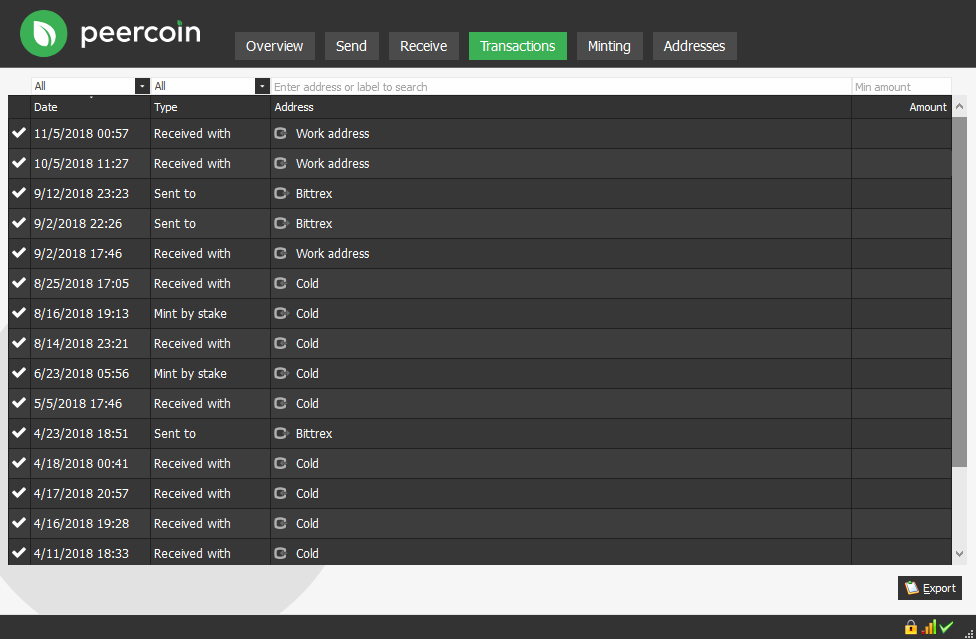 peercoin
Overview Send Receive Transactions Minting Addresses
All All Enter address or label to search Min amount
Date Type Address Amount
11/5/2018 00:57 Received with Work address
10/5/2018 11:27 Received with Work address
9/12/2018 23:23 Sent to Bittrex
9/2/2018 22:26 Sent to Bittrex
9/2/2018 17:46 Received with Work address
8/25/2018 17:05 Received with Cold
8/16/2018 19:13 Mint by stake Cold
8/14/2018 23:21 Received with Cold
6/23/2018 05:56 Mint by stake Cold
5/5/2018 17:46 Received with Cold
4/23/2018 18:51 Sent to Bittrex
4/18/2018 00:41 Received with Cold
4/17/2018 20:57 Received with Cold
4/16/2018 19:28 Received with Cold
4/11/2018 18:33 Received with Cold
Export